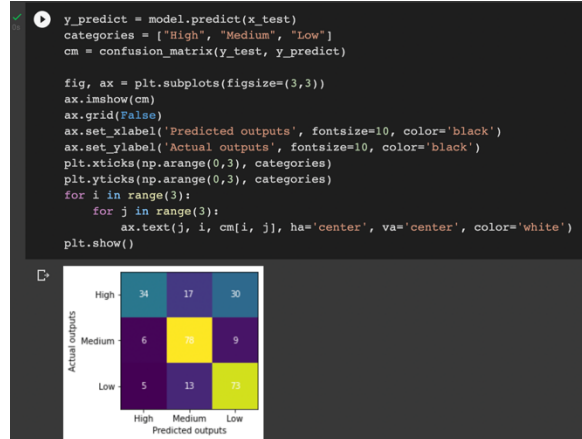 0s
y_predict = model.predict(x_test)
categories = ["High", "Medium", "Low"]
cm = confusion_matrix(y_test, y_predict)
fig, ax = plt.subplots(figsize=(3,3))
ax.imshow(cm)
ax.grid(False)
ax.set_xlabel('Predicted outputs', fontsize=10, color='black')
ax.set_ylabel('Actual outputs', fontsize=10, color='black')
plt.xticks(np.arange(0,3), categories)
plt.yticks(np.arange(0,3), categories)
for i in range(3):
    for j in range(3):
        ax.text(j, i, cm[i, j], ha='center', va='center', color='white')
plt.show()
Actual outputs
High 34 17 30
Medium 6 78 9
Low 5 13 73
High Medium Low
Predicted outputs